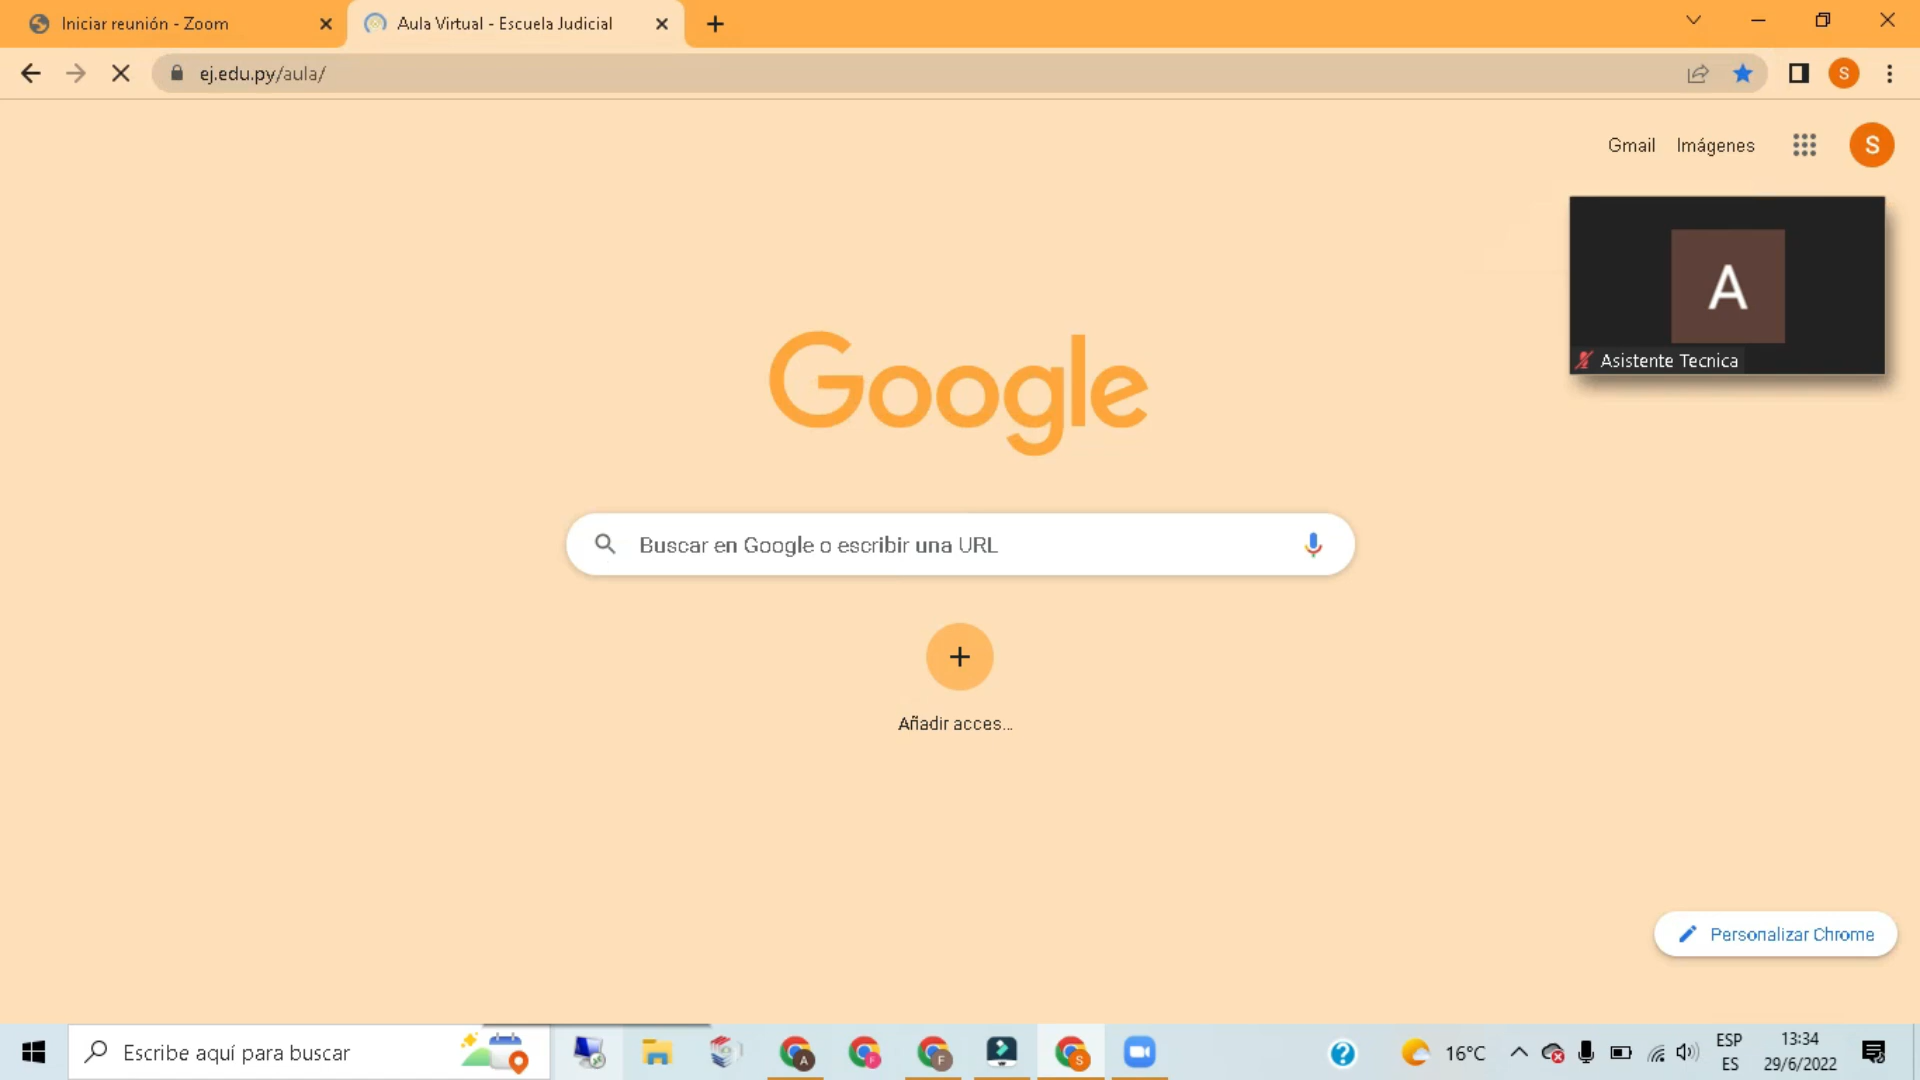 Iniciar reunión - Zoom
Aula Virtual - Escuela Judicial
ej.edu.py/aula/
S
Gmail Imágenes
S
A
Asistente Tecnica
Google
Buscar en Google o escribir una URL
Añadir acces...
Personalizar Chrome
Escribe aquí para buscar
A
F
F
S
16°C
ESP
ES
13:34
29/6/2022